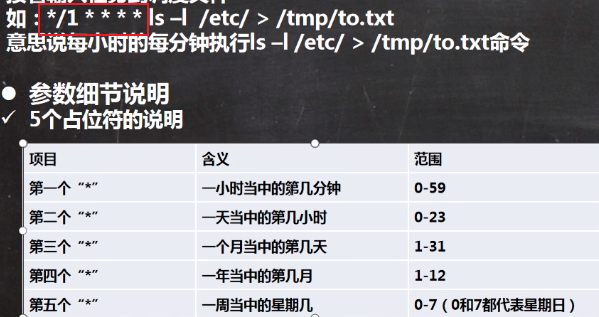 如：*/1 * * * * ls –l  /etc/ > /tmp/to.txt
意思说每小时的每分钟执行ls –l /etc/ > /tmp/to.txt命令
● 参数细节说明
✓ 5个占位符的说明
项目 含义 范围
第一个“*” 一小时当中的第几分钟 0-59
第二个“*” 一天当中的第几小时 0-23
第三个“*” 一个月当中的第几天 1-31
第四个“*” 一年当中的第几月 1-12
第五个“*” 一周当中的星期几 0-7（0和7都代表星期日）